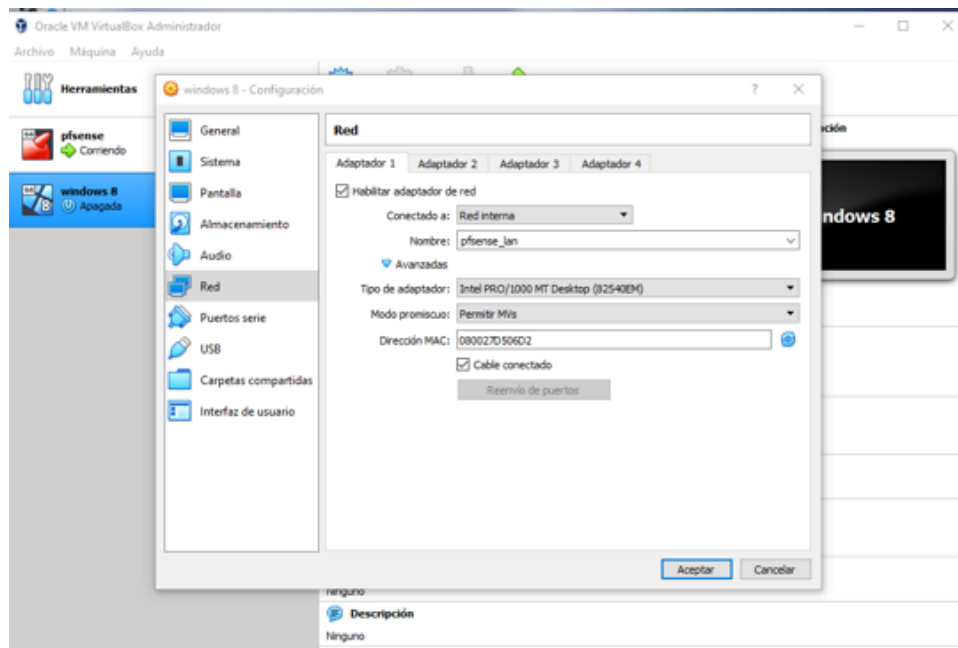 Oracle VM VirtualBox Administrador
Archivo Máquina Ayuda
Herramientas
pfsense
Corriendo
windows 8
Apagada
windows 8 - Configuración
General
Sistema
Pantalla
Almacenamiento
Audio
Red
Puertos serie
USB
Carpetas compartidas
Interfaz de usuario
Red
Adaptador 1 Adaptador 2 Adaptador 3 Adaptador 4
Habilitar adaptador de red
Conectado a: Red interna
Nombre: pfsense_lan
Avanzadas
Tipo de adaptador: Intel PRO/1000 MT Desktop (82540EM)
Modo promiscuo: Permitir MVs
Dirección MAC: 080027D506D2
Cable conectado
Reenvío de puertos
Aceptar Cancelar
ción
ndows 8
Ninguno
Descripción
Ninguno